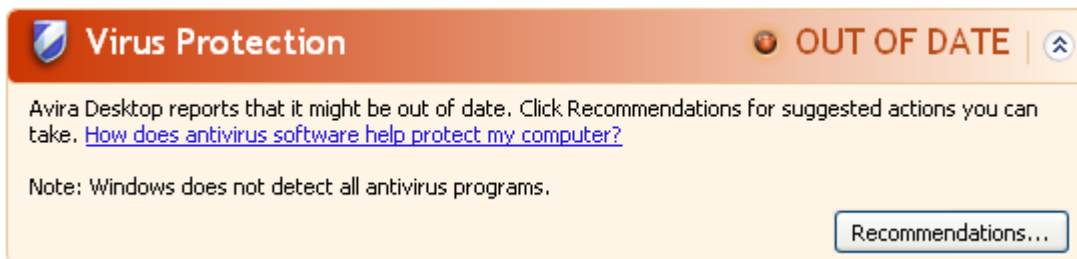 Virus Protection OUT OF DATE
Avira Desktop reports that it might be out of date. Click Recommendations for suggested actions you can
take. How does antivirus software help protect my computer?
Note: Windows does not detect all antivirus programs.
Recommendations...